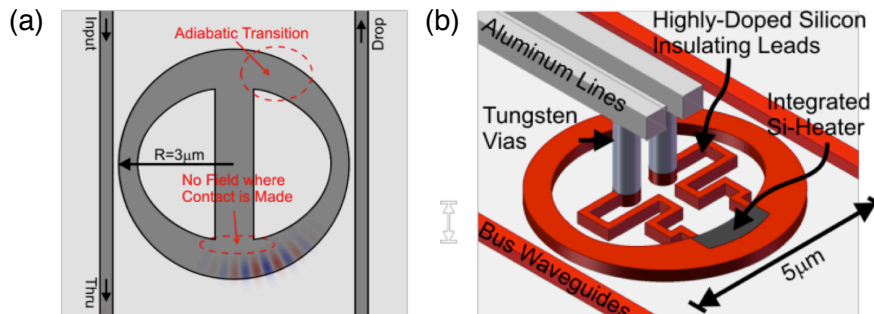 (a)
Input
Adiabatic Transition
Drop
R=3μm
No Field where
Contact is Made
Thru
(b)
Highly-Doped Silicon
Insulating Leads
Aluminum Lines
Integrated
Si-Heater
Tungsten
Vias
Bus Waveguides
5μm